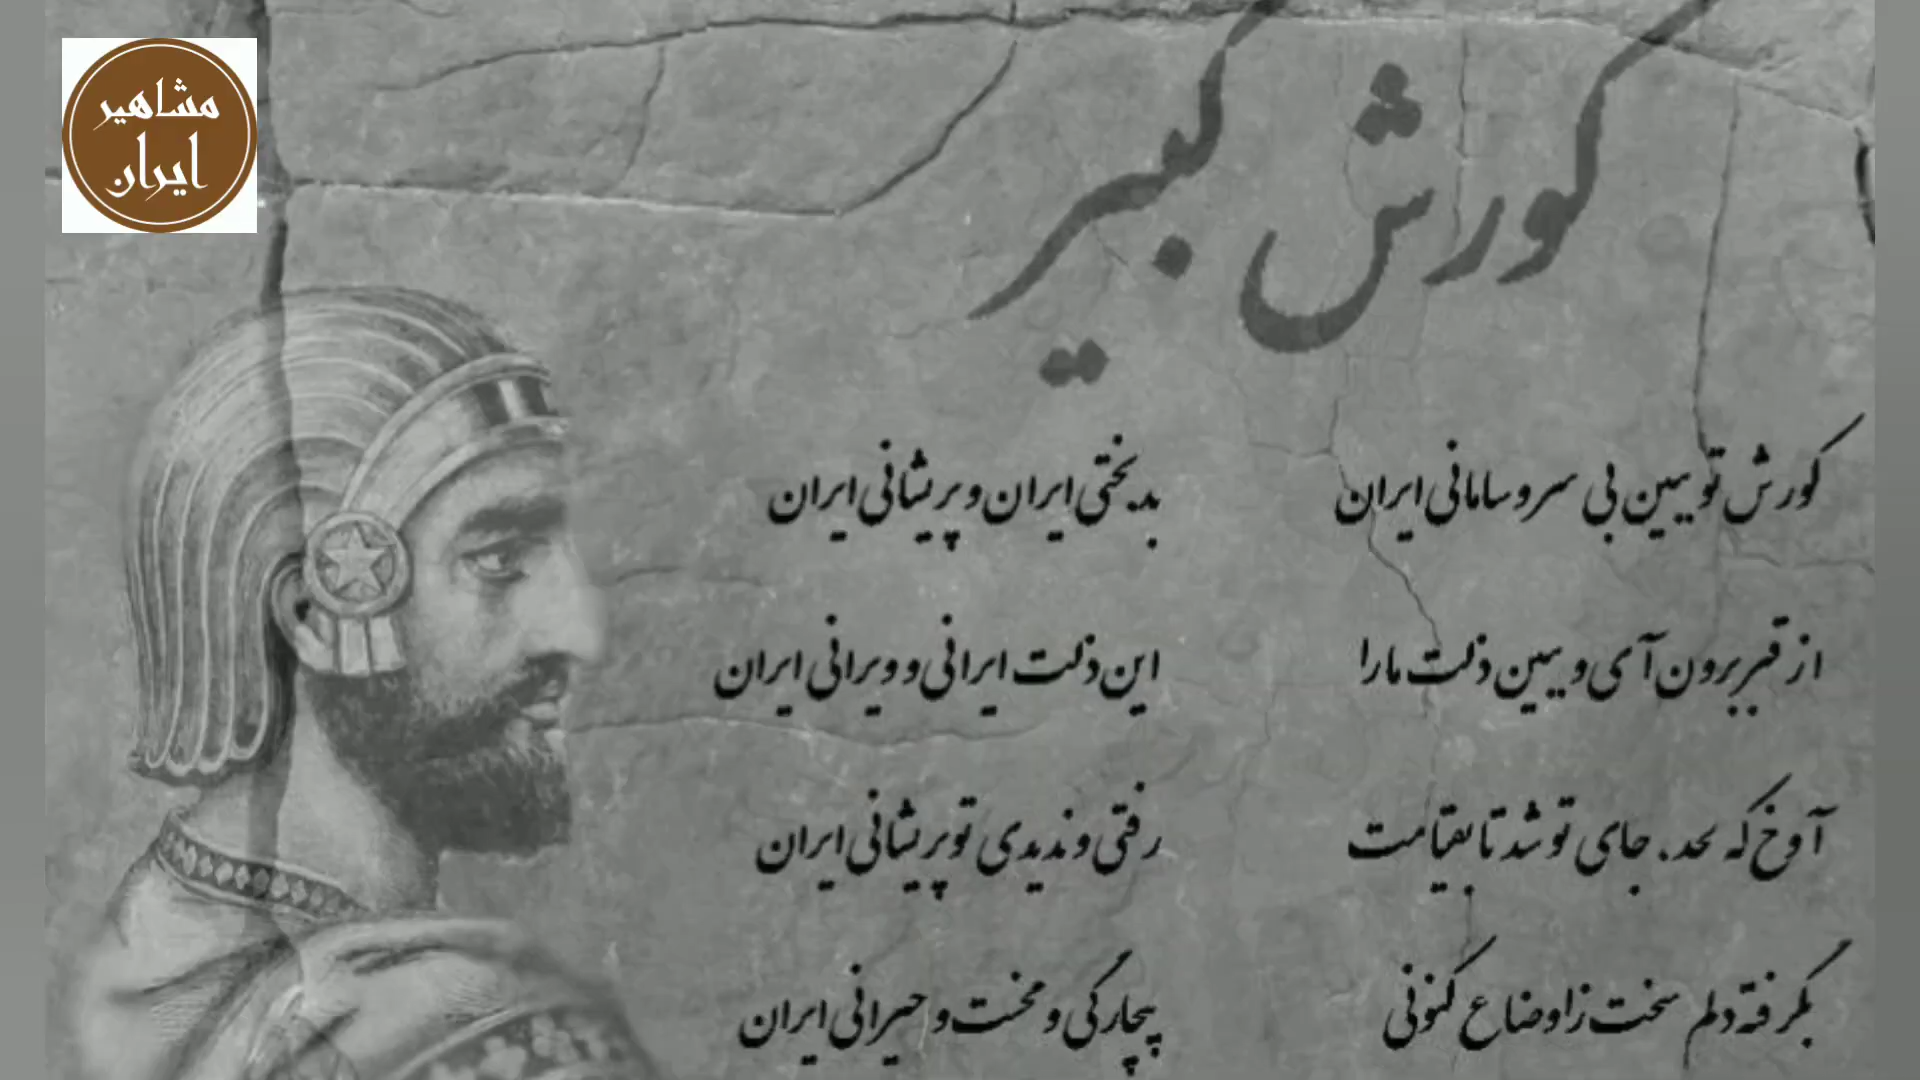 مشاهیر
ایران
کورش کبیر
کورش تو ببین بی سر و سامانی ایران
بدبختی ایران و پریشانی ایران
از قبر برون آی و ببین ذلت ما را
این ذلت ایرانی و ویرانی ایران
آوخ که لحد، جای تو شد تا بقیامت
رفتی و ندیدی تو پریشانی ایران
بگرفته دلم سخت ز اوضاع کنونی
بیچارگی و محنت و حیرانی ایران